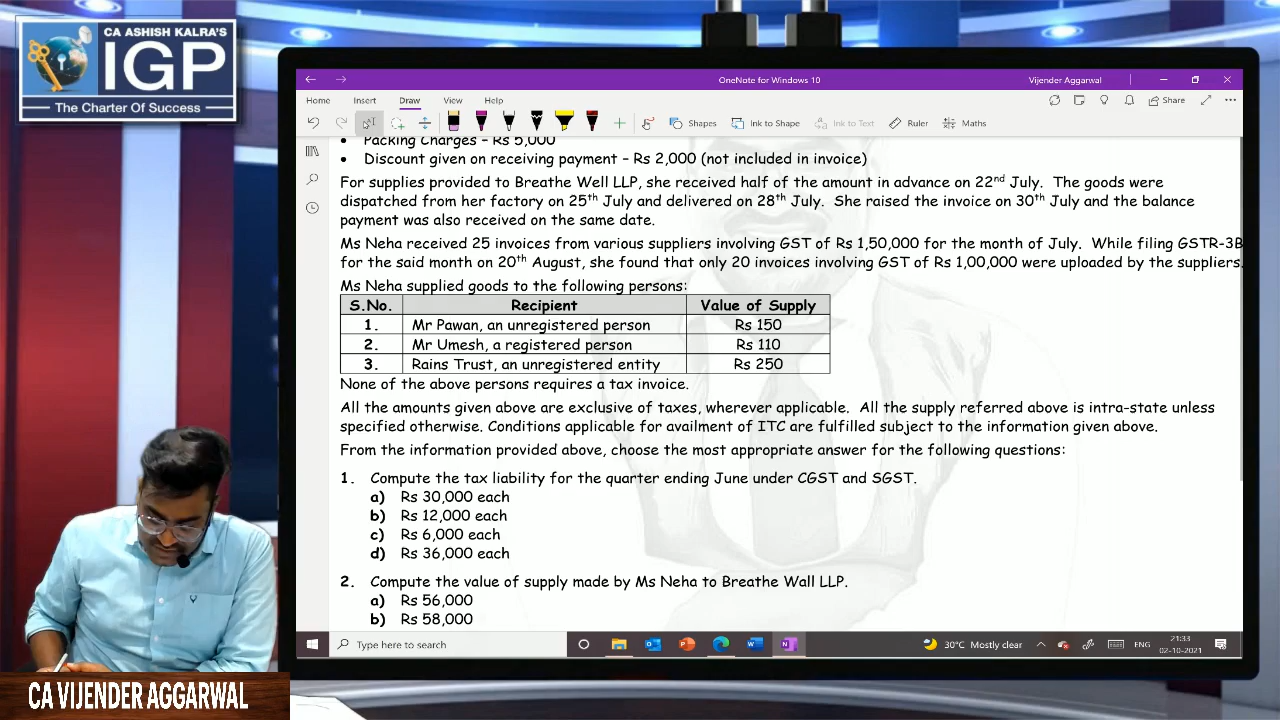 CA ASHISH KALRA'S
IGP
The Charter Of Success
OneNote for Windows 10
Vijender Aggarwal
Home Insert Draw View Help
Share
Shapes Ink to Shape Ink to Text Ruler Maths
• Packing Charges – Rs 5,000
• Discount given on receiving payment – Rs 2,000 (not included in invoice)
For supplies provided to Breathe Well LLP, she received half of the amount in advance on 22nd July. The goods were
dispatched from her factory on 25th July and delivered on 28th July. She raised the invoice on 30th July and the balance
payment was also received on the same date.
Ms Neha received 25 invoices from various suppliers involving GST of Rs 1,50,000 for the month of July. While filing GSTR-3B
for the said month on 20th August, she found that only 20 invoices involving GST of Rs 1,00,000 were uploaded by the suppliers.
Ms Neha supplied goods to the following persons:
S.No. Recipient Value of Supply
1. Mr Pawan, an unregistered person Rs 150
2. Mr Umesh, a registered person Rs 110
3. Rains Trust, an unregistered entity Rs 250
None of the above persons requires a tax invoice.
All the amounts given above are exclusive of taxes, wherever applicable. All the supply referred above is intra-state unless
specified otherwise. Conditions applicable for availment of ITC are fulfilled subject to the information given above.
From the information provided above, choose the most appropriate answer for the following questions:
1. Compute the tax liability for the quarter ending June under CGST and SGST.
a) Rs 30,000 each
b) Rs 12,000 each
c) Rs 6,000 each
d) Rs 36,000 each
2. Compute the value of supply made by Ms Neha to Breathe Wall LLP.
a) Rs 56,000
b) Rs 58,000
Type here to search
30°C Mostly clear
ENG
21:33
02-10-2021
CA VIJENDER AGGARWAL